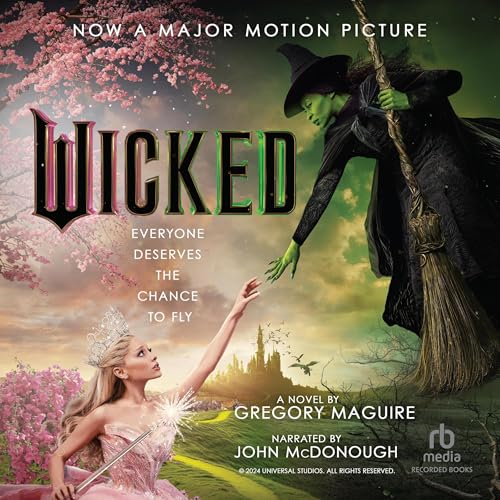 NOW A MAJOR MOTION PICTURE
WICKED
EVERYONE
DESERVES
THE
CHANCE
TO FLY
A NOVEL BY
GREGORY MAGUIRE
NARRATED BY
JOHN McDONOUGH
© 2024 UNIVERSAL STUDIOS. ALL RIGHTS RESERVED.
rb
media
RECORDED BOOKS